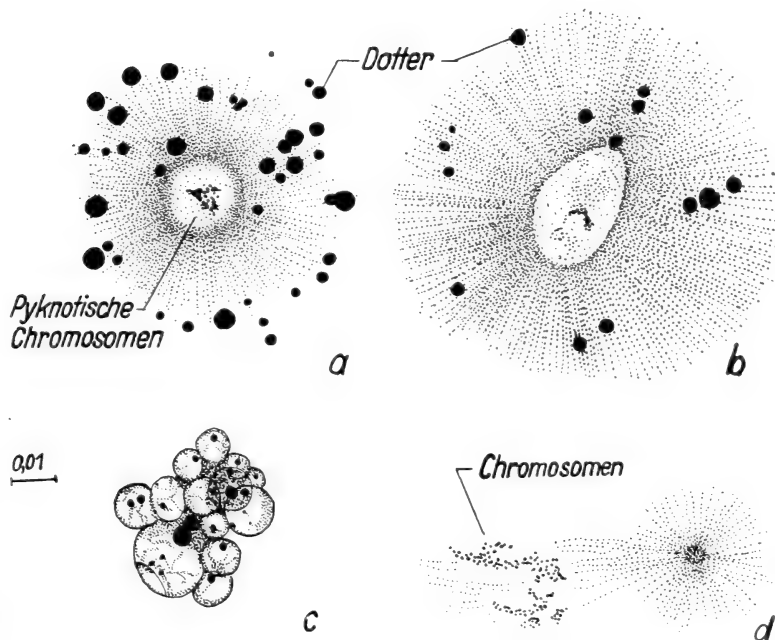 Dotter
Pyknotische
Chromosomen
a
b
0,01
Chromosomen
c
d